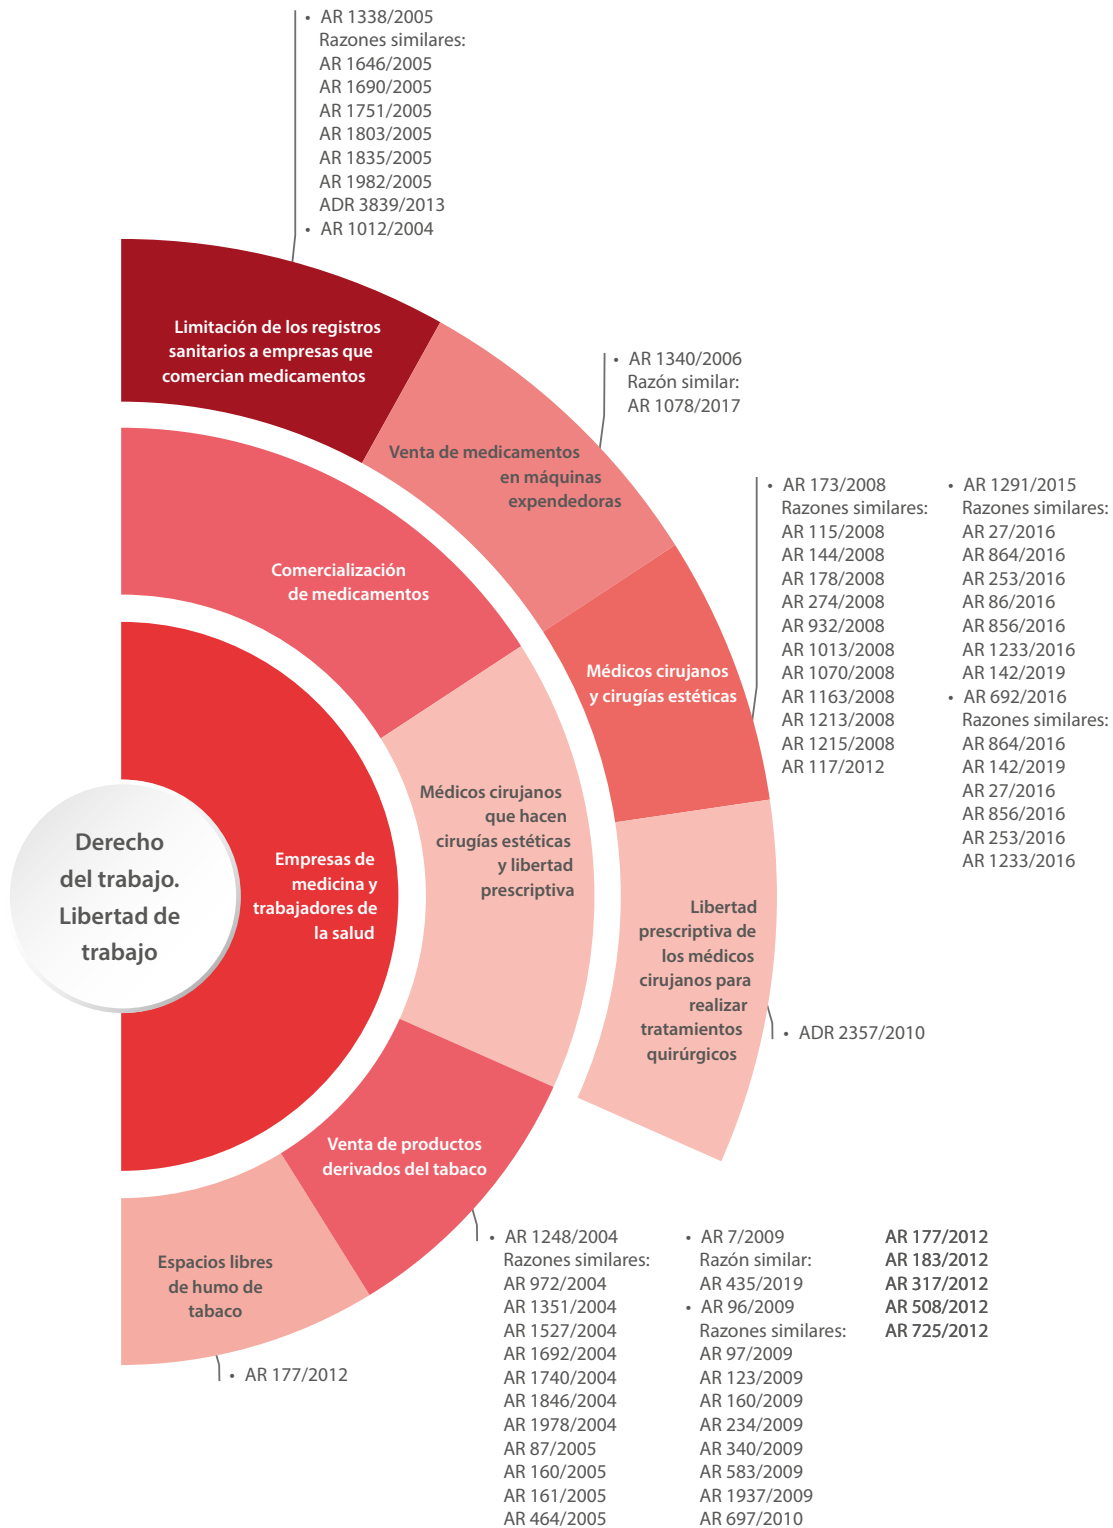 • AR 1338/2005
Razones similares:
AR 1646/2005
AR 1690/2005
AR 1751/2005
AR 1803/2005
AR 1835/2005
AR 1982/2005
ADR 3839/2013
• AR 1012/2004
Limitación de los registros
sanitarios a empresas que
comercian medicamentos
• AR 1340/2006
Razón similar:
AR 1078/2017
Venta de medicamentos
en máquinas
expendedoras
• AR 173/2008
Razones similares:
AR 115/2008
AR 144/2008
AR 178/2008
AR 274/2008
AR 932/2008
AR 1013/2008
AR 1070/2008
AR 1163/2008
AR 1213/2008
AR 1215/2008
AR 117/2012
• AR 1291/2015
Razones similares:
AR 27/2016
AR 864/2016
AR 253/2016
AR 86/2016
AR 856/2016
AR 1233/2016
AR 142/2019
• AR 692/2016
Razones similares:
AR 864/2016
AR 142/2019
AR 27/2016
AR 856/2016
AR 253/2016
AR 1233/2016
Comercialización
de medicamentos
Médicos cirujanos
y cirugías estéticas
Médicos cirujanos
que hacen
cirugías estéticas
y libertad
prescriptiva
Derecho
del trabajo.
Libertad de
trabajo
Empresas de
medicina y
trabajadores de
la salud
Libertad
prescriptiva de
los médicos
cirujanos para
realizar
tratamientos
quirúrgicos
• ADR 2357/2010
Venta de productos
derivados del tabaco
Espacios libres
de humo de
tabaco
• AR 177/2012
• AR 1248/2004
Razones similares:
AR 972/2004
AR 1351/2004
AR 1527/2004
AR 1692/2004
AR 1740/2004
AR 1846/2004
AR 1978/2004
AR 87/2005
AR 160/2005
AR 161/2005
AR 464/2005
• AR 7/2009
Razón similar:
AR 435/2019
• AR 96/2009
Razones similares:
AR 97/2009
AR 123/2009
AR 160/2009
AR 234/2009
AR 340/2009
AR 583/2009
AR 1937/2009
AR 697/2010
AR 177/2012
AR 183/2012
AR 317/2012
AR 508/2012
AR 725/2012